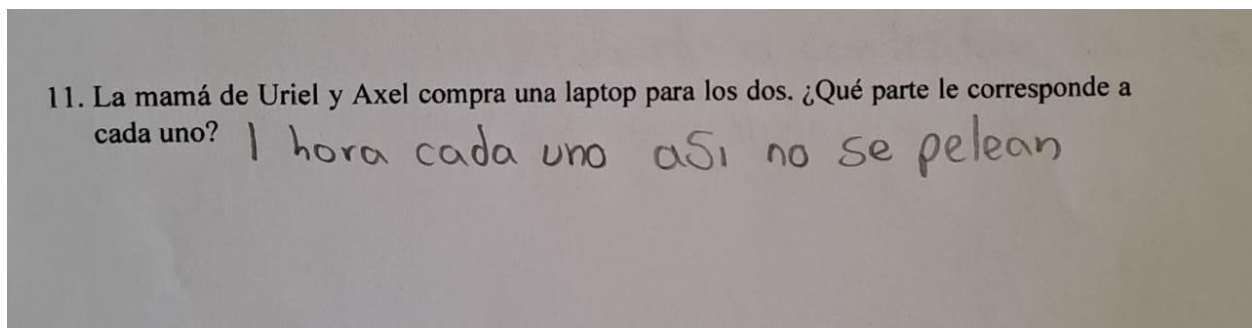 11. La mamá de Uriel y Axel compra una laptop para los dos. ¿Qué parte le corresponde a
cada uno? 1 hora cada uno asi no se pelean